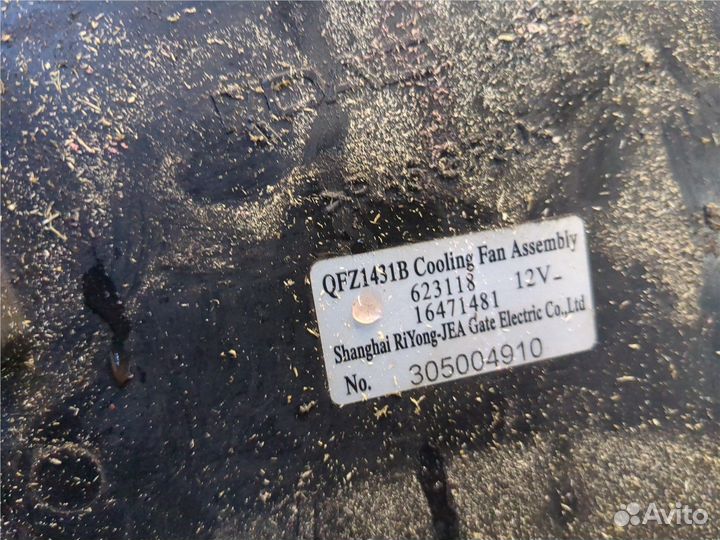 QFZ1431B Cooling Fan Assembly
623118 12V
16471481
Shanghai RiYong-JEA Gate Electric Co.,Ltd
No. 305004910
Avito